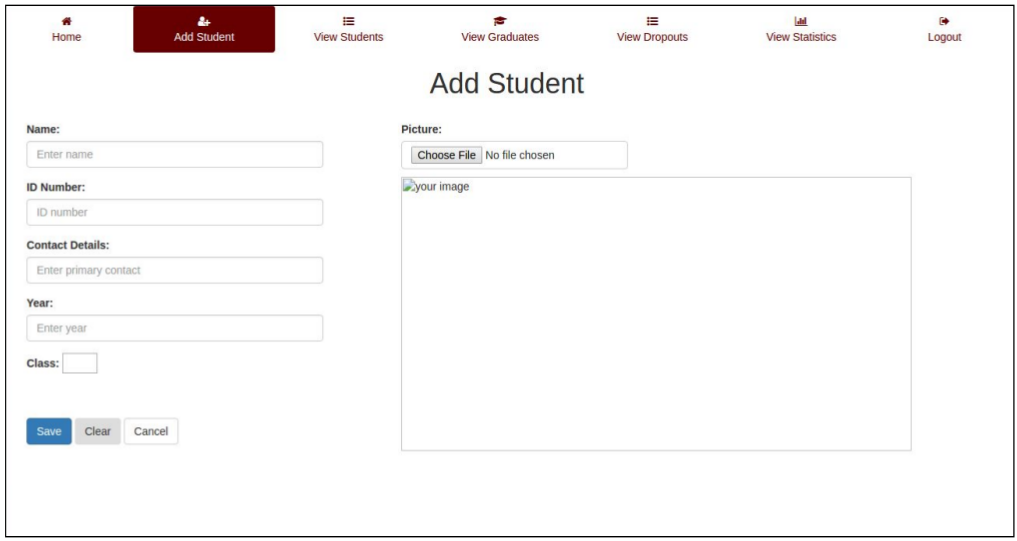 Home
Add Student
View Students
View Graduates
View Dropouts
View Statistics
Logout
Add Student
Name:
Enter name
ID Number:
ID number
Contact Details:
Enter primary contact
Year:
Enter year
Class:
Save Clear Cancel
Picture:
Choose File No file chosen
your image